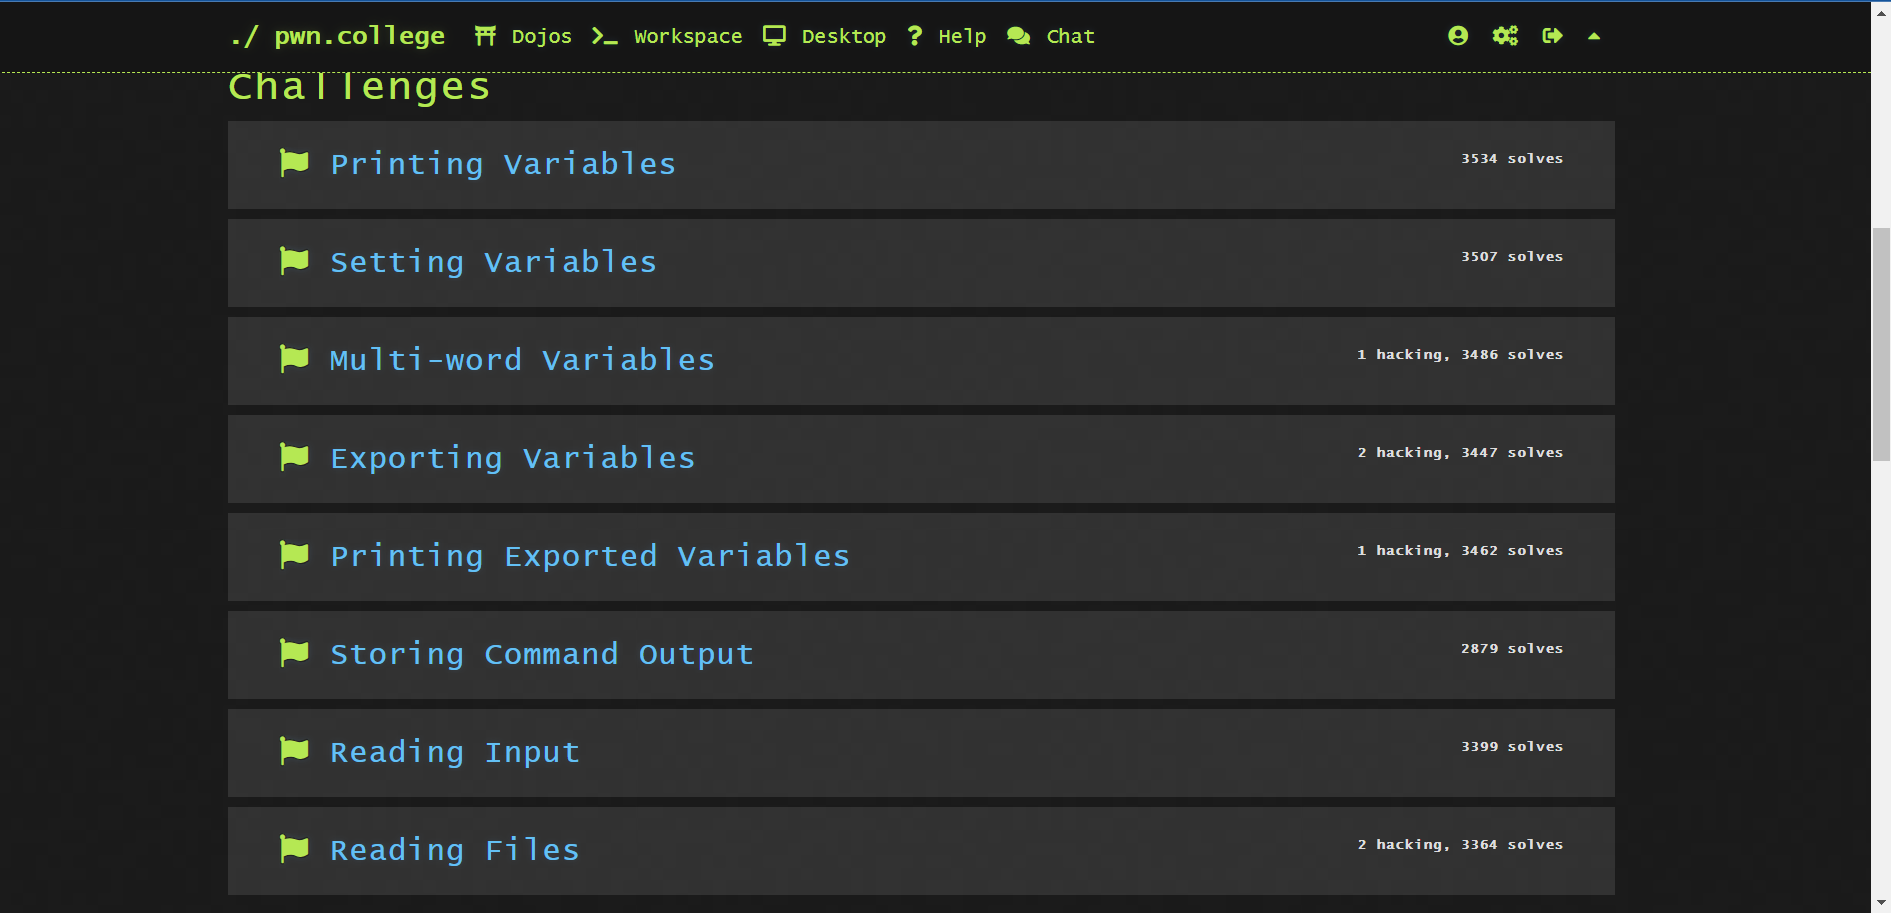 ./ pwn.college Dojos Workspace Desktop Help Chat
Challenges
Printing Variables 3534 solves
Setting Variables 3507 solves
Multi-word Variables 1 hacking, 3486 solves
Exporting Variables 2 hacking, 3447 solves
Printing Exported Variables 1 hacking, 3462 solves
Storing Command Output 2879 solves
Reading Input 3399 solves
Reading Files 2 hacking, 3364 solves